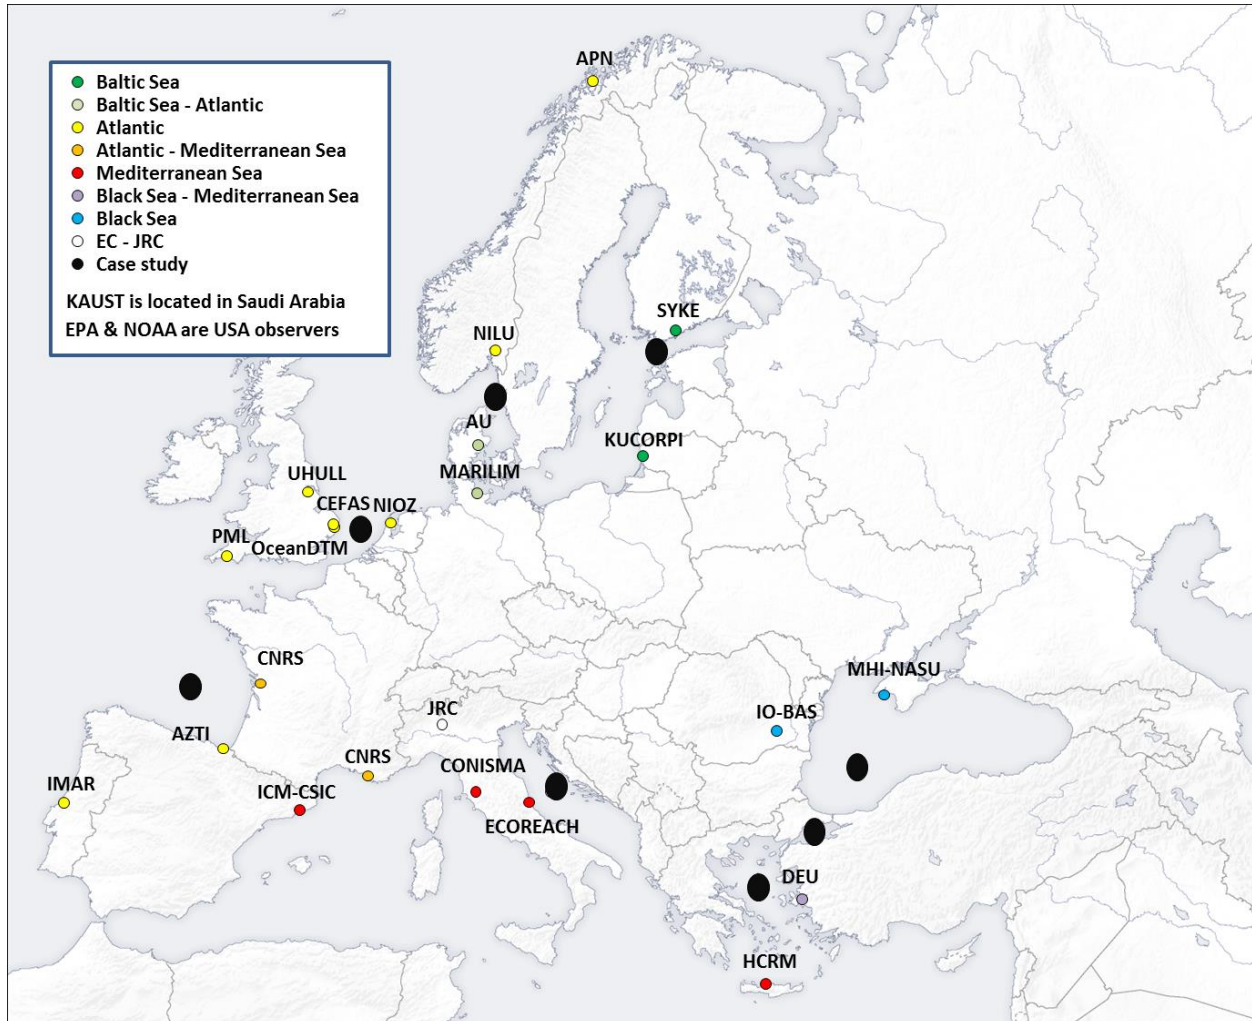 Baltic Sea
Baltic Sea - Atlantic
Atlantic
Atlantic - Mediterranean Sea
Mediterranean Sea
Black Sea - Mediterranean Sea
Black Sea
EC - JRC
Case study
KAUST is located in Saudi Arabia
EPA & NOAA are USA observers
APN
SYKE
NILU
AU
KUCORPI
MARILIM
UHULL
CEFAS
NIOZ
PML
OceanDTM
CNRS
MHI-NASU
JRC
IO-BAS
AZTI
CNRS
CONISMA
IMAR
ICM-CSIC
ECOREACH
DEU
HCRM